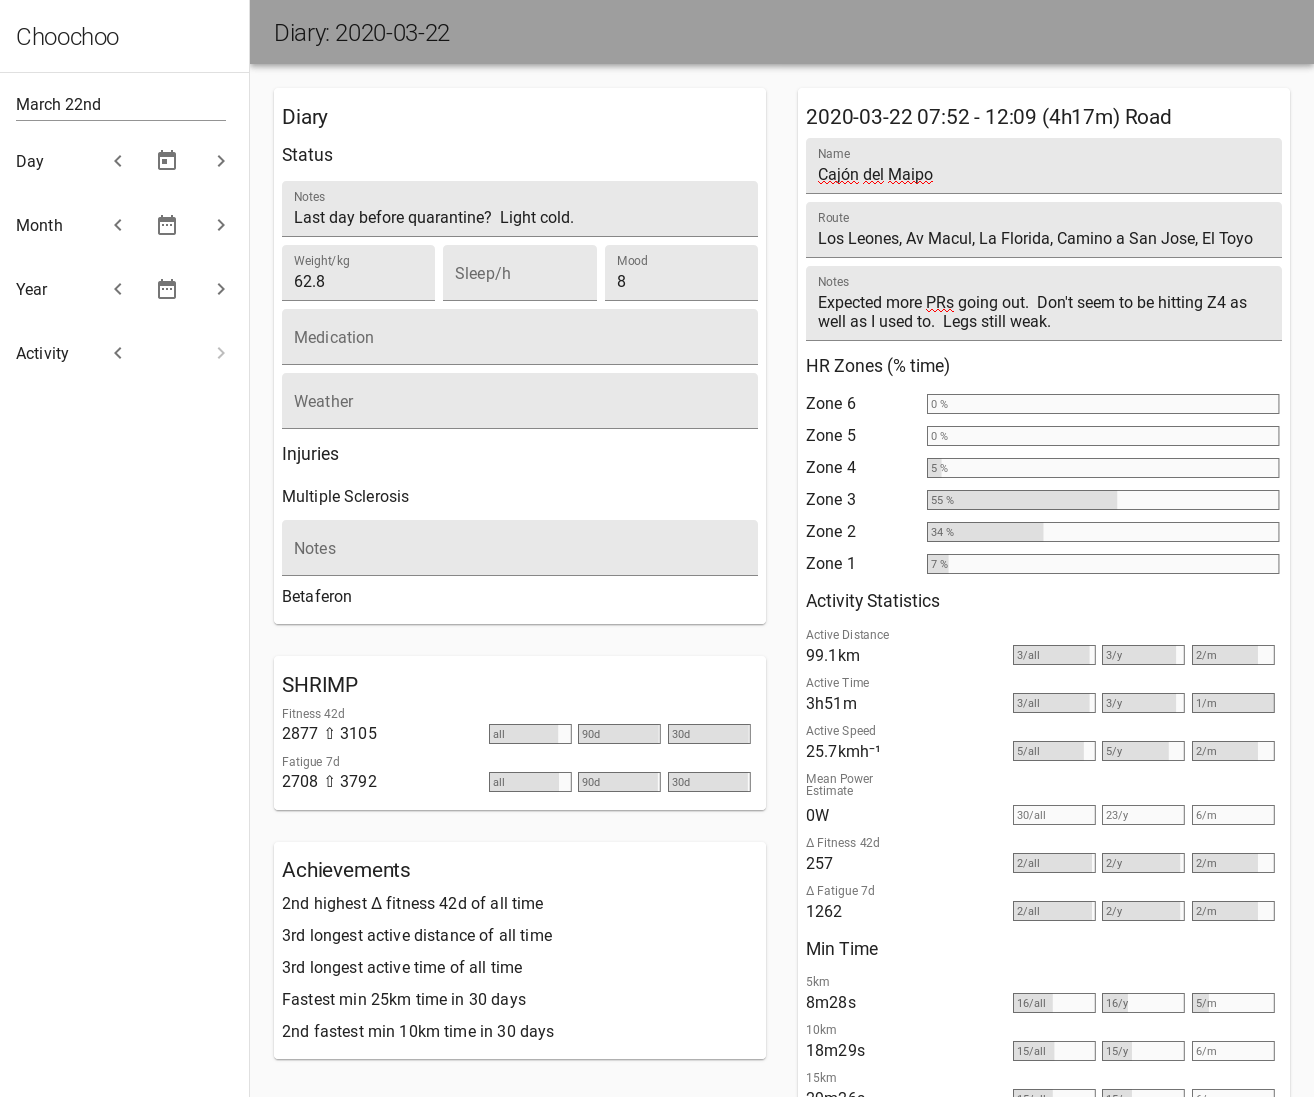 Choochoo
March 22nd
Day
Month
Year
Activity
Diary: 2020-03-22
Diary
Status
Notes
Last day before quarantine?  Light cold.
Weight/kg
62.8
Sleep/h
Mood
8
Medication
Weather
Injuries
Multiple Sclerosis
Notes
Betaferon
SHRIMP
Fitness 42d
2877 ⇧ 3105
all
90d
30d
Fatigue 7d
2708 ⇧ 3792
all
90d
30d
Achievements
2nd highest Δ fitness 42d of all time
3rd longest active distance of all time
3rd longest active time of all time
Fastest min 25km time in 30 days
2nd fastest min 10km time in 30 days
2020-03-22 07:52 - 12:09 (4h17m) Road
Name
Cajón del Maipo
Route
Los Leones, Av Macul, La Florida, Camino a San Jose, El Toyo
Notes
Expected more PRs going out.  Don't seem to be hitting Z4 as
well as I used to.  Legs still weak.
HR Zones (% time)
Zone 6
0 %
Zone 5
0 %
Zone 4
5 %
Zone 3
55 %
Zone 2
34 %
Zone 1
7 %
Activity Statistics
Active Distance
99.1km
3/all
3/y
2/m
Active Time
3h51m
3/all
3/y
1/m
Active Speed
25.7kmh⁻¹
5/all
5/y
2/m
Mean Power
Estimate
0W
30/all
23/y
6/m
Δ Fitness 42d
257
2/all
2/y
2/m
Δ Fatigue 7d
1262
2/all
2/y
2/m
Min Time
5km
8m28s
16/all
16/y
5/m
10km
18m29s
15/all
15/y
6/m
15km